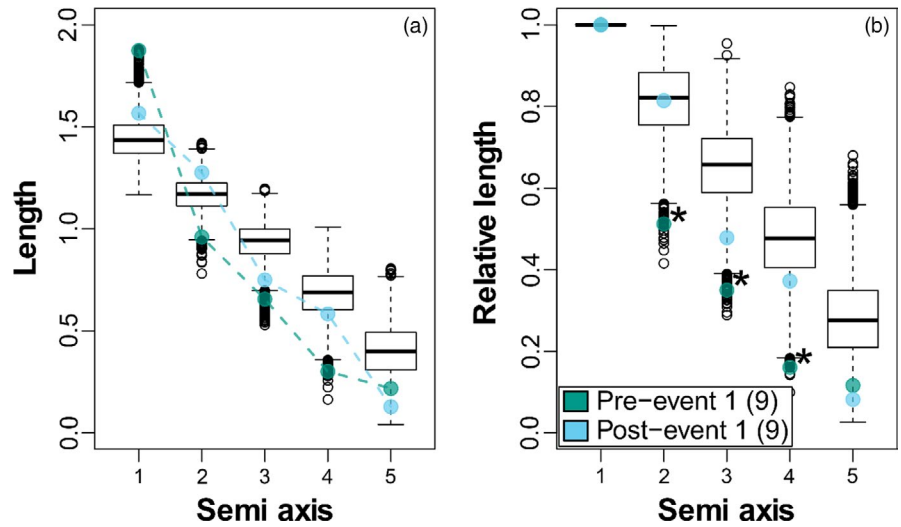 (a)
2.0
1.5
1.0
0.5
0.0
Length
1 2 3 4 5
Semi axis
(b)
1.0
0.8
0.6
0.4
0.2
0.0
Relative length
*
*
*
Pre−event 1 (9)
Post−event 1 (9)
1 2 3 4 5
Semi axis